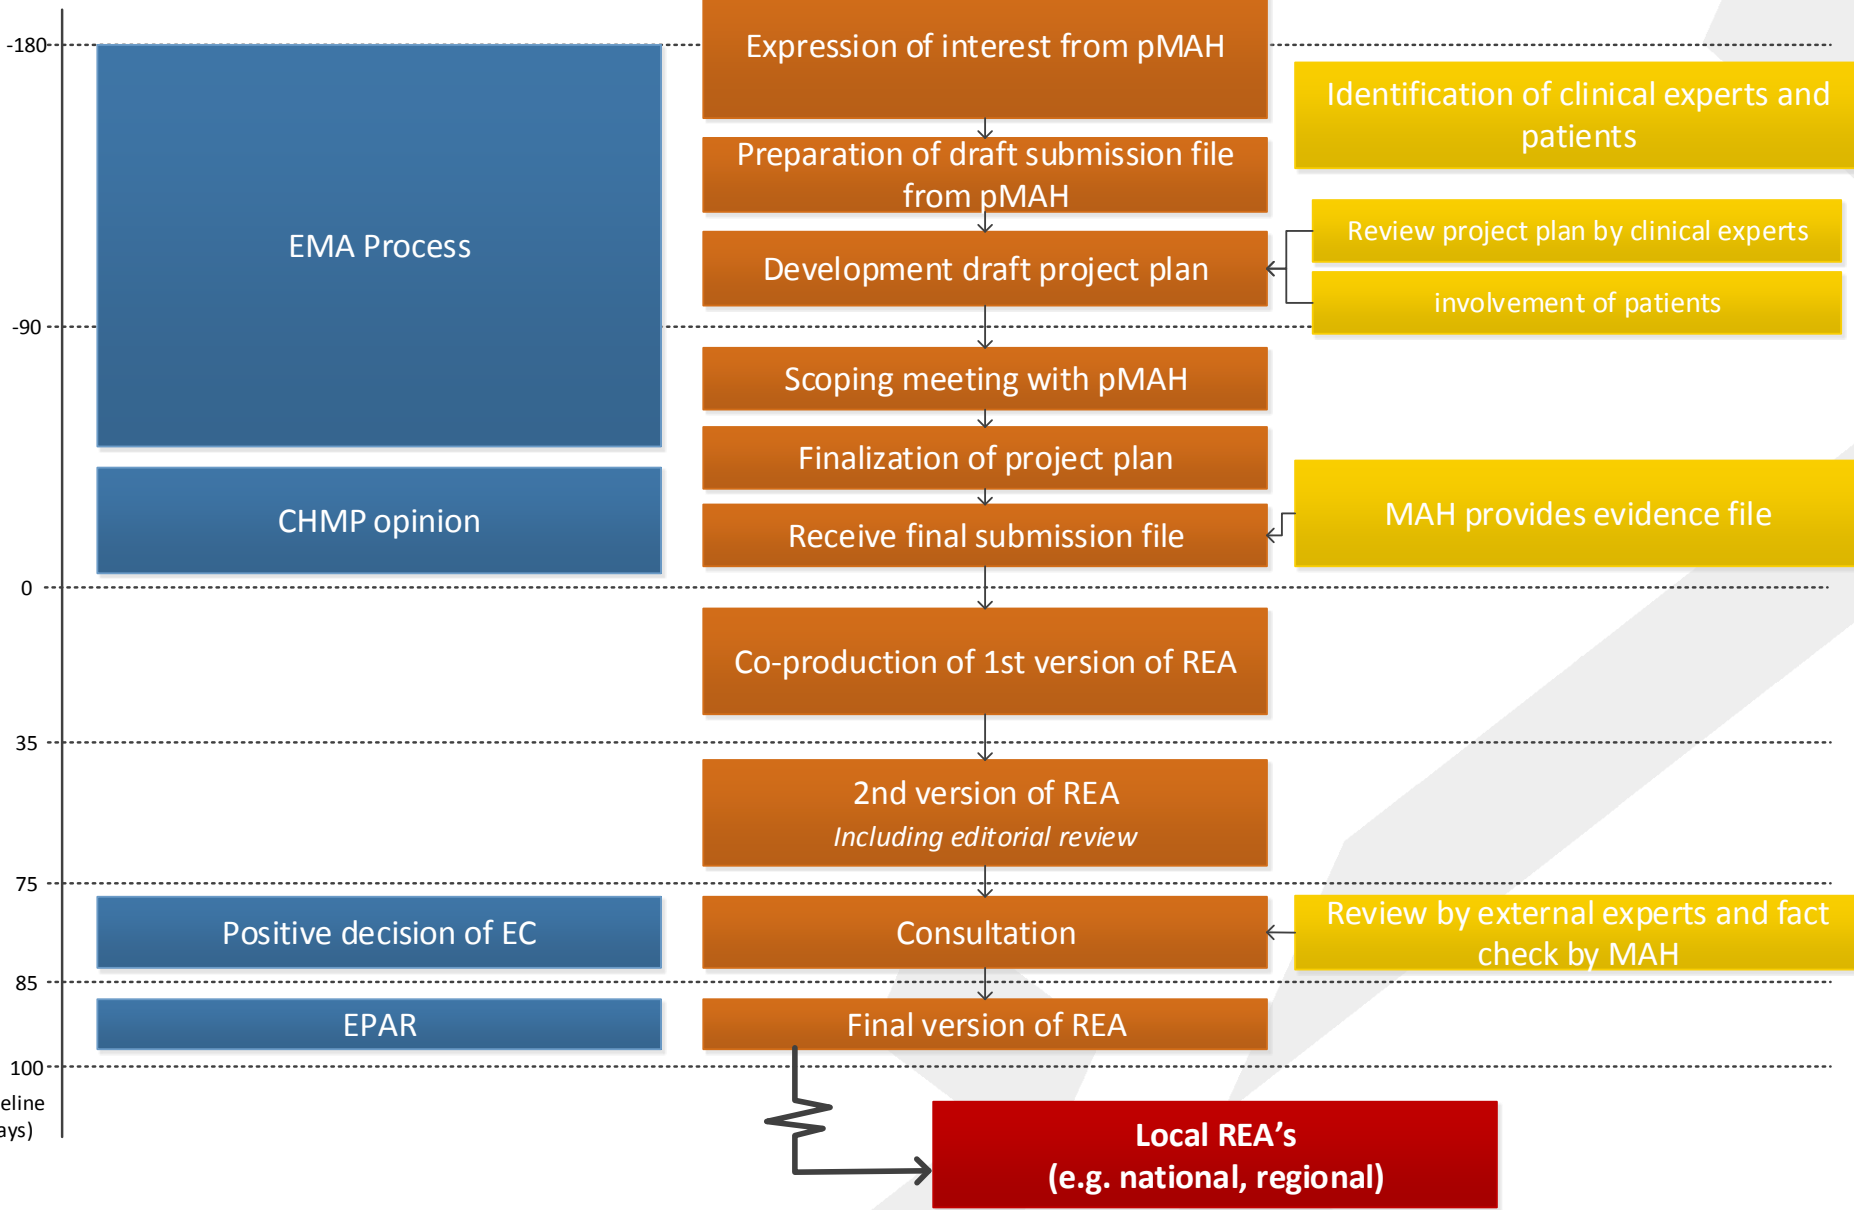 -180
Expression of interest from pMAH
Identification of clinical experts and
patients
Preparation of draft submission file
from pMAH
EMA Process
Development draft project plan
Review project plan by clinical experts
involvement of patients
-90
Scoping meeting with pMAH
Finalization of project plan
CHMP opinion
Receive final submission file
MAH provides evidence file
0
Co-production of 1st version of REA
35
2nd version of REA
Including editorial review
75
Positive decision of EC
Consultation
Review by external experts and fact
check by MAH
85
EPAR
Final version of REA
100
eline
ays)
Local REA's
(e.g. national, regional)